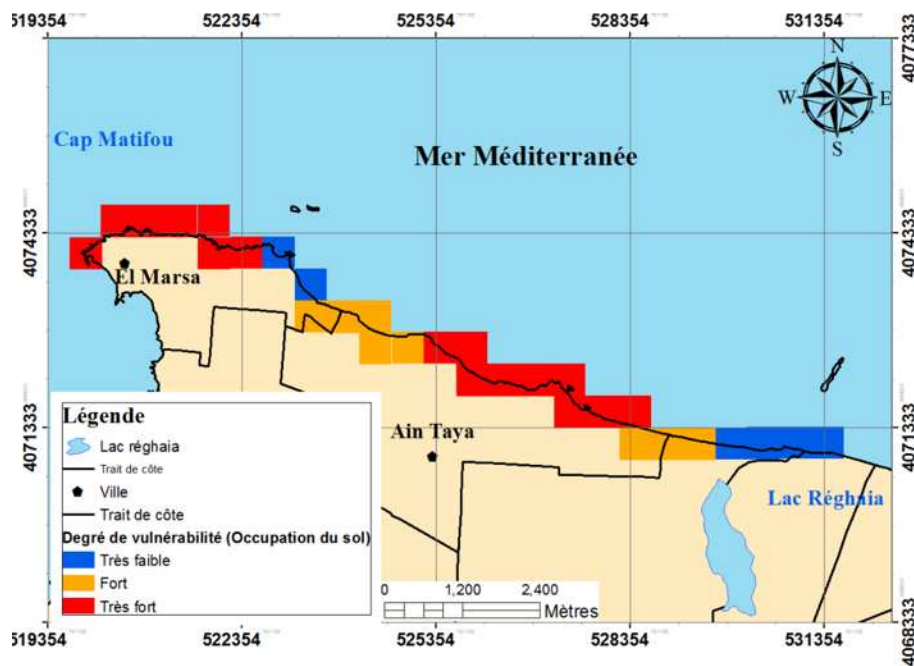 519354 522354 525354 528354 531354
4077333 4077333
N
W E
S
Cap Matifou
Mer Méditerranée
4074333 4074333
El Marsa
4071333 4071333
Ain Taya
Lac Réghaia
Légende
Lac réghaia
Trait de côte
Ville
Trait de côte
Degré de vulnérabilité (Occupation du sol)
Très faible
Fort
Très fort
0 1,200 2,400
Mètres
4068333
519354 522354 525354 528354 531354